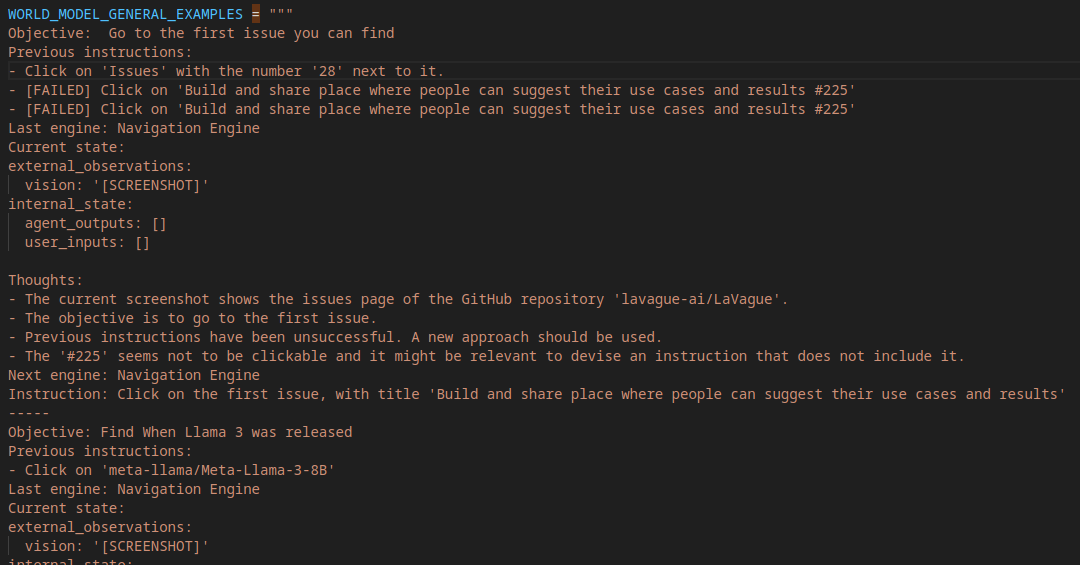 WORLD_MODEL_GENERAL_EXAMPLES = """
Objective:  Go to the first issue you can find
Previous instructions:
- Click on 'Issues' with the number '28' next to it.
- [FAILED] Click on 'Build and share place where people can suggest their use cases and results #225'
- [FAILED] Click on 'Build and share place where people can suggest their use cases and results #225'
Last engine: Navigation Engine
Current state:
external_observations:
  vision: '[SCREENSHOT]'
internal_state:
  agent_outputs: []
  user_inputs: []

Thoughts:
- The current screenshot shows the issues page of the GitHub repository 'lavague-ai/LaVague'.
- The objective is to go to the first issue.
- Previous instructions have been unsuccessful. A new approach should be used.
- The '#225' seems not to be clickable and it might be relevant to devise an instruction that does not include it.
Next engine: Navigation Engine
Instruction: Click on the first issue, with title 'Build and share place where people can suggest their use cases and results'
-----
Objective: Find When Llama 3 was released
Previous instructions:
- Click on 'meta-llama/Meta-Llama-3-8B'
Last engine: Navigation Engine
Current state:
external_observations:
  vision: '[SCREENSHOT]'
internal_state: